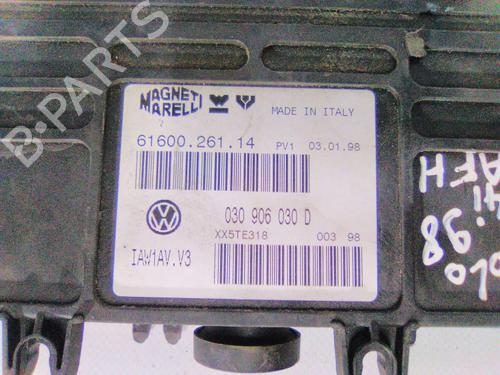 MAGNETI
MARELLI
MADE IN ITALY
61600.261.14 PV1 03.01.98
030 906 030 D
XX5TE318 003 98
IAW1AV.V3
B-PARTS
98
AFH